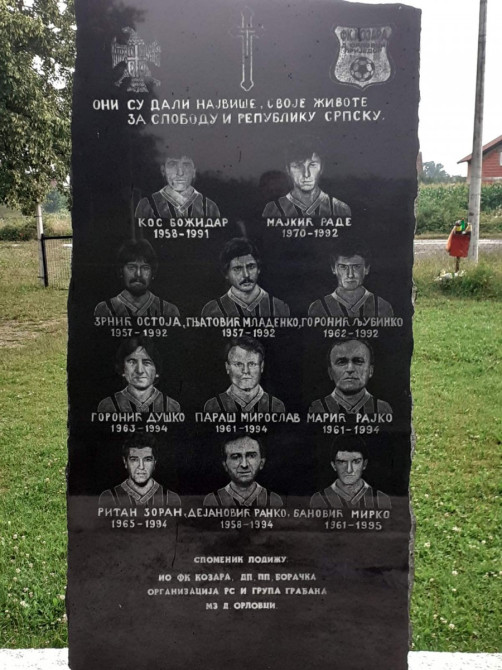 ОНИ СУ ДАЛИ НАЈВИШЕ, СВОЈЕ ЖИВОТЕ
ЗА СЛОБОДУ И РЕПУБЛИКУ СРПСКУ.
КОС БОЖИДАР МАЈКИЋ РАДЕ
1958-1991 1970-1992
ЗРНИЋ ОСТОЈА, ГЊАТОВИЋ МЛАДЕНКО, ГОРОНИЋ ЉУБИНКО
1957-1992 1957-1992 1962-1992
ГОРОНИЋ ДУШКО ПАРАШ МИРОСЛАВ МАРИЋ РАЈКО
1963-1994 1961-1994 1961-1994
РИТАН ЗОРАН, ДЕЈАНОВИЋ РАНКО, БАНОВИЋ МИРКО
1965-1994 1958-1994 1961-1995
СПОМЕНИК ПОДИЖУ:
ИО ФК КОЗАРА, ДП, ПП, БОРАЧКА
ОРГАНИЗАЦИЈА РС И ГРУПА ГРАЂАНА
МЗ Д. ОРЛОВЦИ